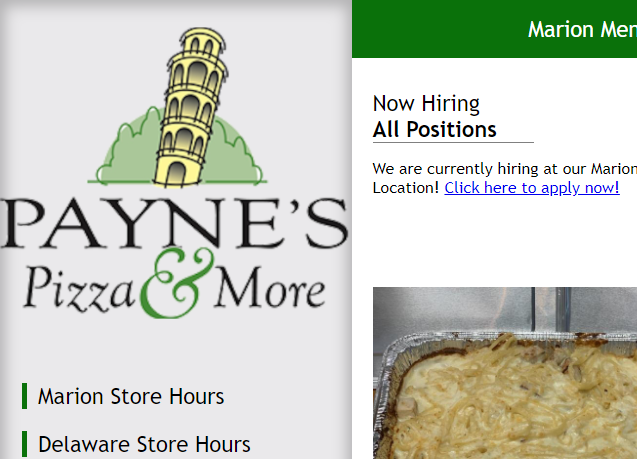 PAYNE'S
Pizza & More
Marion Store Hours
Delaware Store Hours
Marion Men
Now Hiring
All Positions
We are currently hiring at our Marion
Location! Click here to apply now!